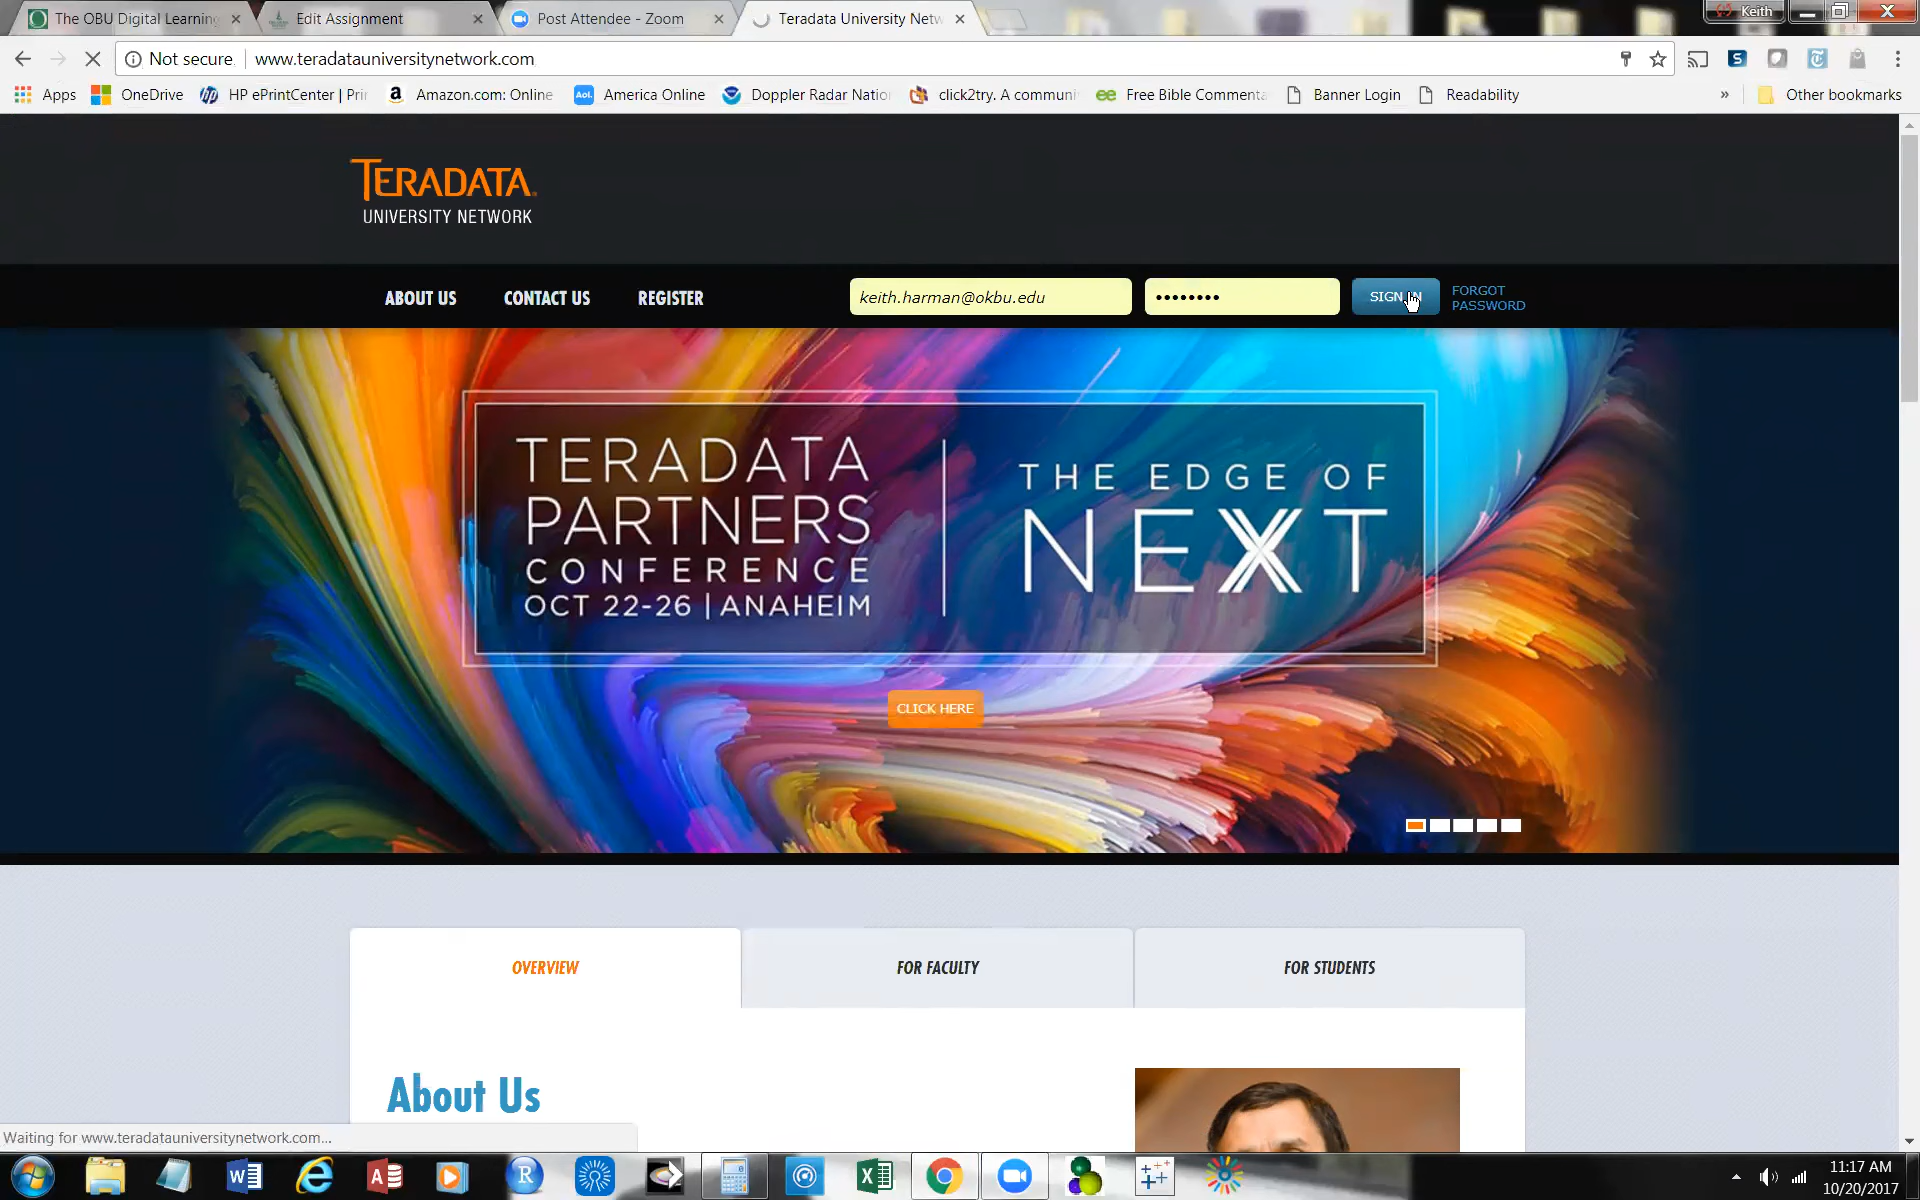 The OBU Digital Learning
Edit Assignment
Post Attendee - Zoom
Teradata University Netw
Keith
Not secure
www.teradatauniversitynetwork.com
Apps
OneDrive
HP ePrintCenter | Pri
Amazon.com: Online
Aol.
America Online
Doppler Radar Natio
click2try. A communi
Free Bible Commenta
Banner Login
Readability
»
Other bookmarks
TERADATA
UNIVERSITY NETWORK
ABOUT US
CONTACT US
REGISTER
keith.harman@okbu.edu
••••••••
SIGN IN
FORGOT
PASSWORD
TERADATA
PARTNERS
CONFERENCE
OCT 22-26 | ANAHEIM
THE EDGE OF
NEXT
CLICK HERE
OVERVIEW
FOR FACULTY
FOR STUDENTS
About Us
Waiting for www.teradatauniversitynetwork.com...
11:17 AM
10/20/2017